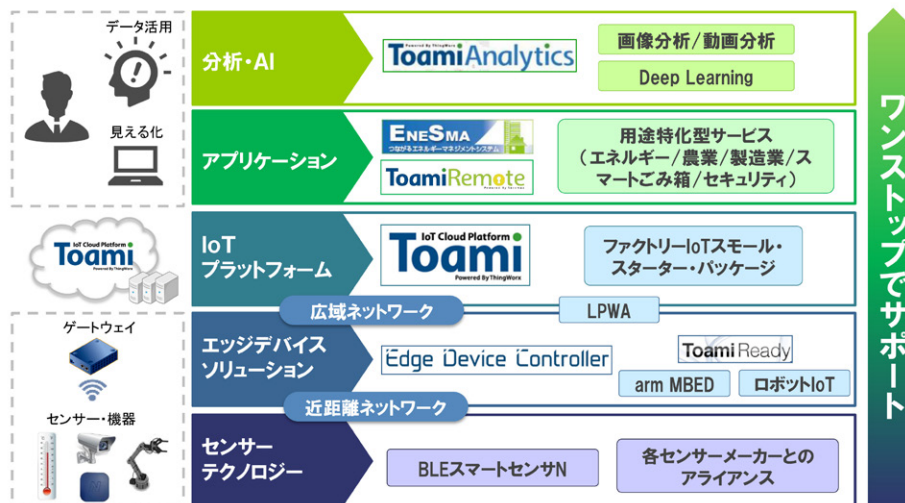 データ活用
見える化
分析・AI
Powered By ThingWorx
ToamiAnalytics
画像分析/動画分析
Deep Learning
アプリケーション
ENESMA
つながるエネルギーマネジメントシステム
ToamiRemote
Powered by Axeda
用途特化型サービス
(エネルギー/農業/製造業/ス
マートごみ箱/セキュリティ)
IoT Cloud Platform
Toami
Powered By ThingWorx
IoT
プラットフォーム
IoT Cloud Platform
Toami
Powered By ThingWorx
ファクトリーIoTスモール・
スターター・パッケージ
広域ネットワーク
LPWA
ゲートウェイ
センサー・機器
エッジデバイス
ソリューション
Edge Device Controller
Toami Ready
arm MBED
ロボットIoT
近距離ネットワーク
センサー
テクノロジー
BLEスマートセンサN
各センサーメーカーとの
アライアンス
ワンストップでサポート